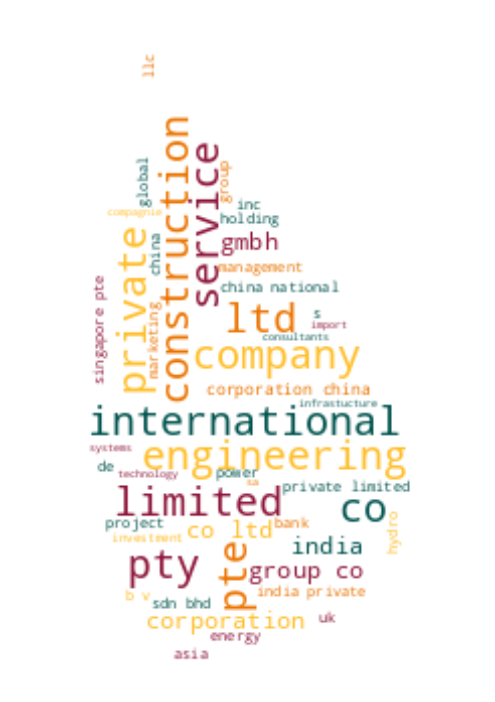 llc
construction
service
global
group
inc
compagnie
holding
private
china
gmbh
management
singapore pte
china national
marketing
ltd
s
import
consultants
company
corporation china
infrastucture
international
systems
engineering
de
technology
power
sa
private limited
limited
co
project
co ltd
bank
hydro
investment
india
pty
pte
group co
b v
india private
sdn bhd
corporation
uk
energy
asia